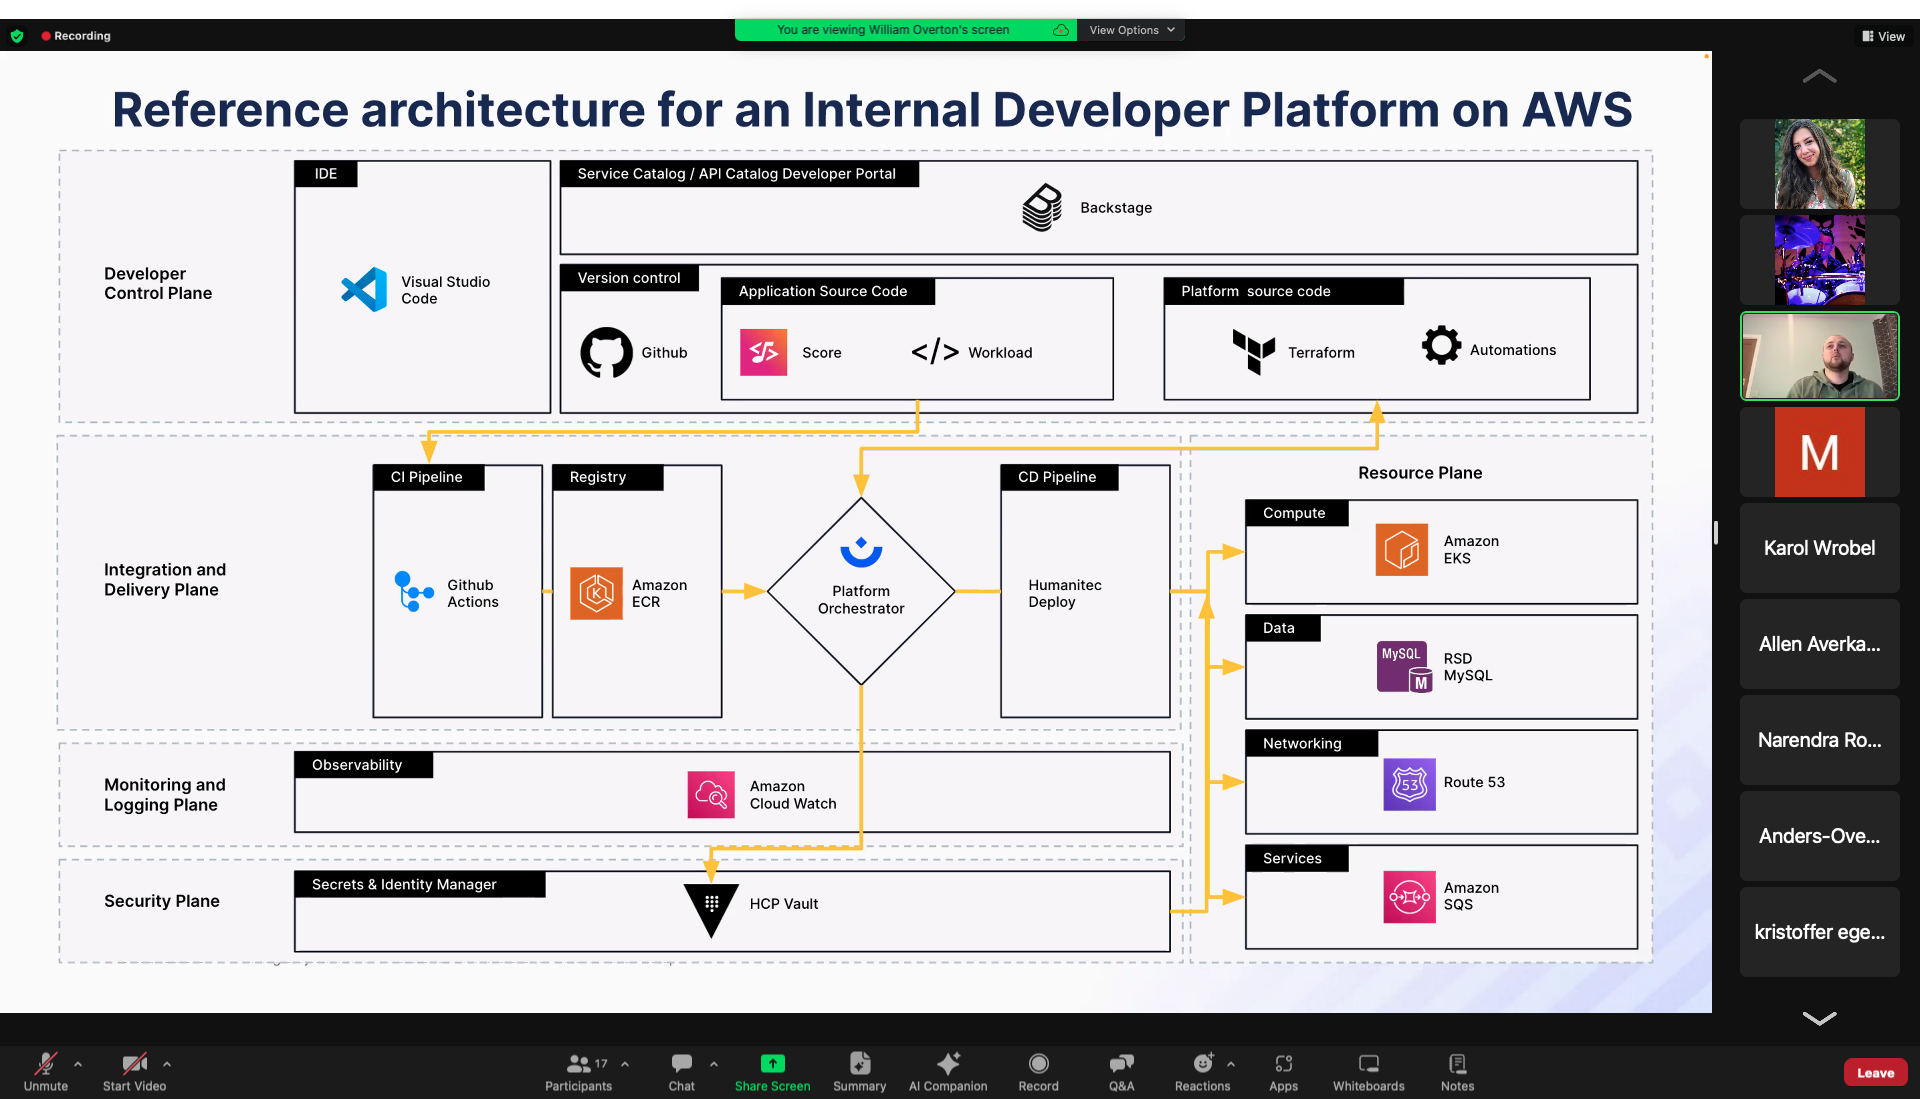 Recording
You are viewing William Overton's screen
View Options
View
Reference architecture for an Internal Developer Platform on AWS
Developer
Control Plane
IDE
Visual Studio
Code
Service Catalog / API Catalog Developer Portal
Backstage
Version control
Github
Application Source Code
Score
</> Workload
Platform source code
Terraform
Automations
Integration and
Delivery Plane
CI Pipeline
Github
Actions
Registry
Amazon
ECR
Platform
Orchestrator
CD Pipeline
Humanitec
Deploy
Resource Plane
Compute
Amazon
EKS
Data
MySQL
M
RSD
MySQL
Networking
53
Route 53
Services
Amazon
SQS
Monitoring and
Logging Plane
Observability
Amazon
Cloud Watch
Security Plane
Secrets & Identity Manager
HCP Vault
M
Karol Wrobel
Allen Averka...
Narendra Ro...
Anders-Ove...
kristoffer ege...
Unmute
Start Video
17
Participants
Chat
Share Screen
Summary
AI Companion
Record
Q&A
Reactions
Apps
Whiteboards
Notes
Leave